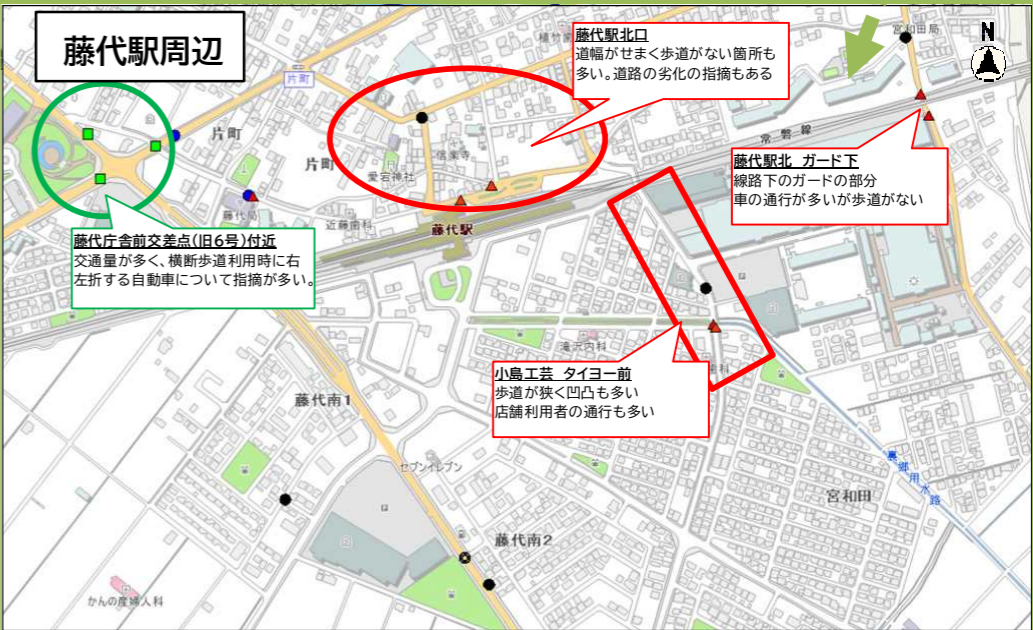 藤代駅周辺
藤代駅北口
道幅がせまく歩道がない箇所も
多い。道路の劣化の指摘もある
宮和田局
N
片町
片町
片町
信楽寺
愛宕神社
常磐線
藤代駅北 ガード下
線路下のガードの部分
車の通行が多いが歩道がない
藤代局
近藤歯科
藤代駅
藤代庁舎前交差点(旧6号)付近
交通量が多く、横断歩道利用時に右
左折する自動車について指摘が多い。
滝沢内科
小島工芸 タイヨー前
歩道が狭く凹凸も多い
店舗利用者の通行も多い
歯科
藤代南1
セブンイレブン
裏郷用水路
宮和田
藤代南2
かんの産婦人科